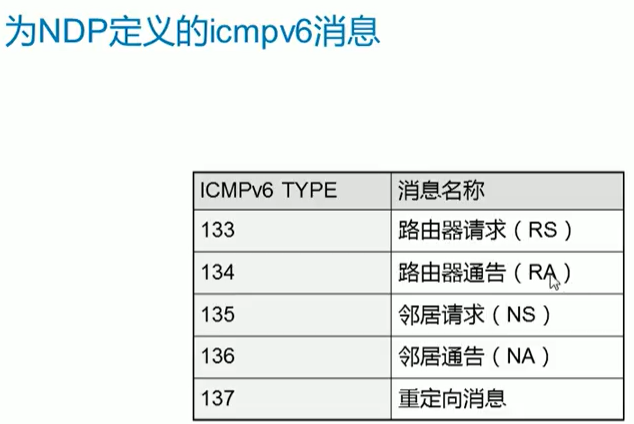 为NDP定义的icmpv6消息
ICMPv6 TYPE 消息名称
133 路由器请求（RS）
134 路由器通告（RA）
135 邻居请求（NS）
136 邻居通告（NA）
137 重定向消息